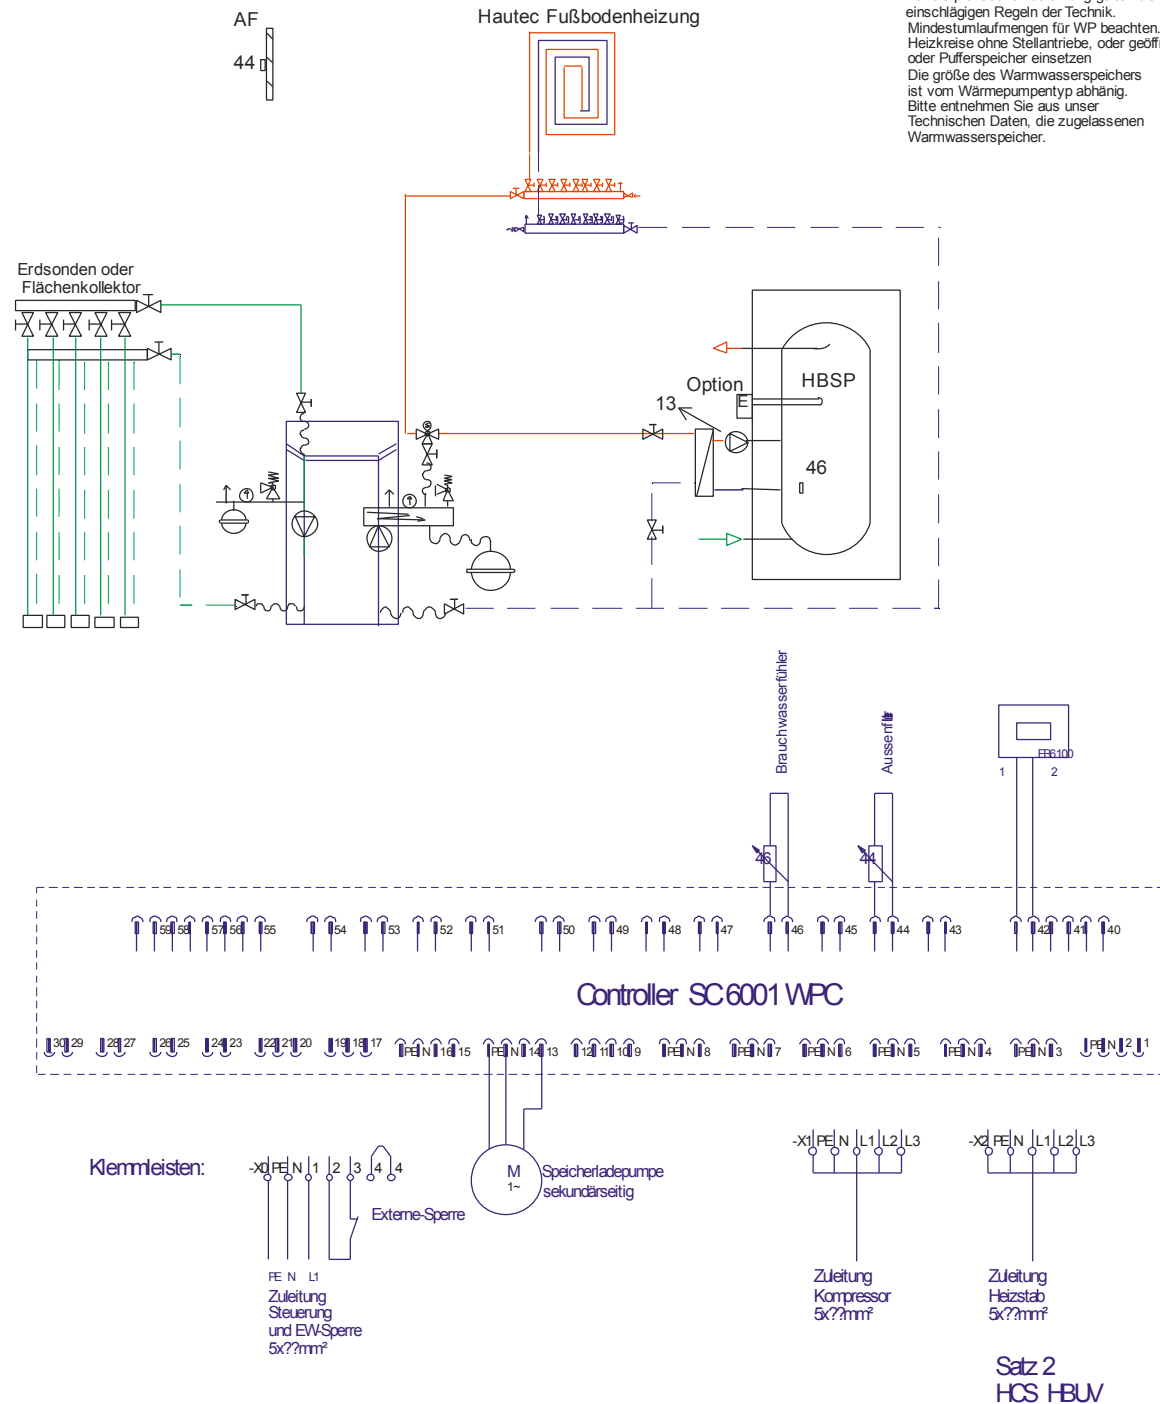 AF
44
Hautec Fußbodenheizung
einschlägigen Regeln der Technik.
Mindestumlaufmengen für WP beachten.
Heizkreise ohne Stellantriebe, oder
oder Pufferspeicher einsetzen
Die größe des Warmwasserspeichers
ist vom Wärmepumpentyp abhänig.
Bitte entnehmen Sie aus unser
Technischen Daten, die zugelassenen
Warmwasserspeicher.
Erdsonden oder
Flächenkollektor
Option
13
E
HBSP
46
Brauchwasserfühler
1
2
46
44
59 58 57 56 55 54 53 52 51 50 49 48 47 46 45 44 43 42 41 40
Controller SC6001 WPC
30 29 28 27 26 25 24 23 22 21 20 19 18 17 PE N 16 15 PE N 14 13 12 11 10 9 PE N 8 PE N 7 PE N 6 PE N 5 PE N 4 PE N 3 PE N 2 1
Klemmleisten:
-X0 PE N 1 2 3 4 4
M
1~
Speicherladepumpe
sekundärseitig
Externe-Sperre
PE N L1
Zuleitung
Steuerung
und EW-Sperre
5x??mm²
-X1 PE N L1 L2 L3
Zuleitung
Kompressor
5x??mm²
-X2 PE N L1 L2 L3
Zuleitung
Heizstab
5x??mm²
Satz 2
HCS HBUV